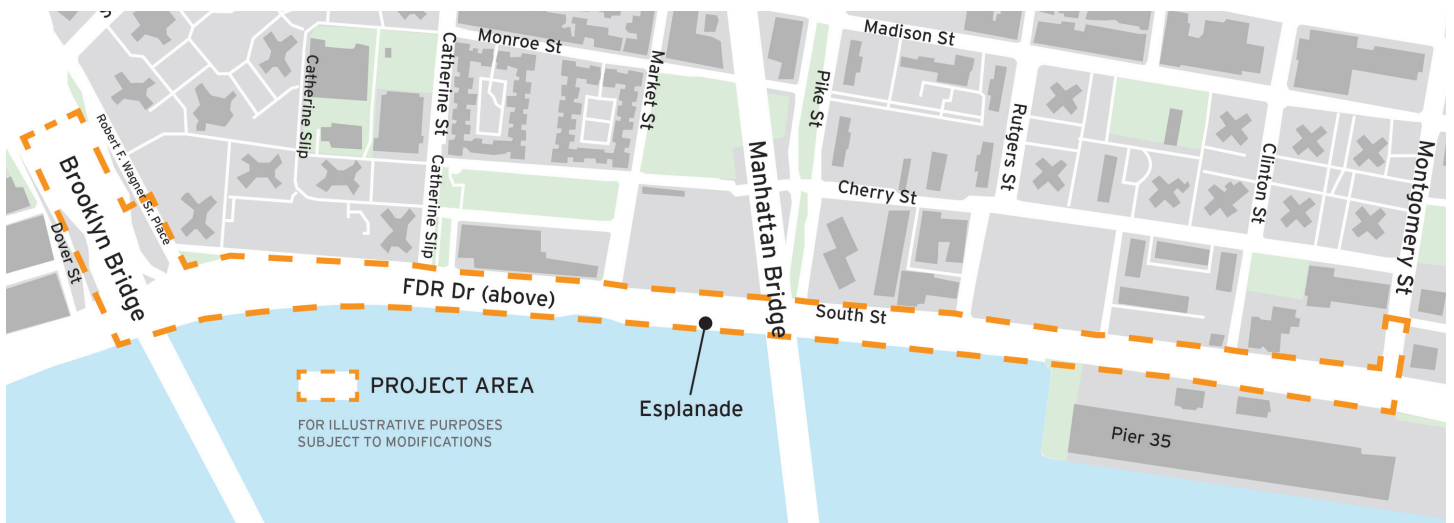 Monroe St
Madison St
Catherine Slip
Catherine St
Market St
Pike St
Rutgers St
Clinton St
Montgomery St
Robert F. Wagner Sr. Place
Brooklyn Bridge
Dover St
Catherine Slip
Manhattan Bridge
Cherry St
FDR Dr (above)
South St
Esplanade
PROJECT AREA
FOR ILLUSTRATIVE PURPOSES
SUBJECT TO MODIFICATIONS
Pier 35